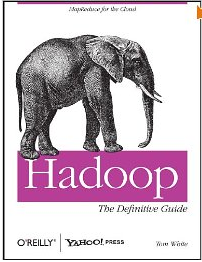 MapReduce for the Cloud
Hadoop
The Definitive Guide
O'REILLY® YAHOO! PRESS
Tom White